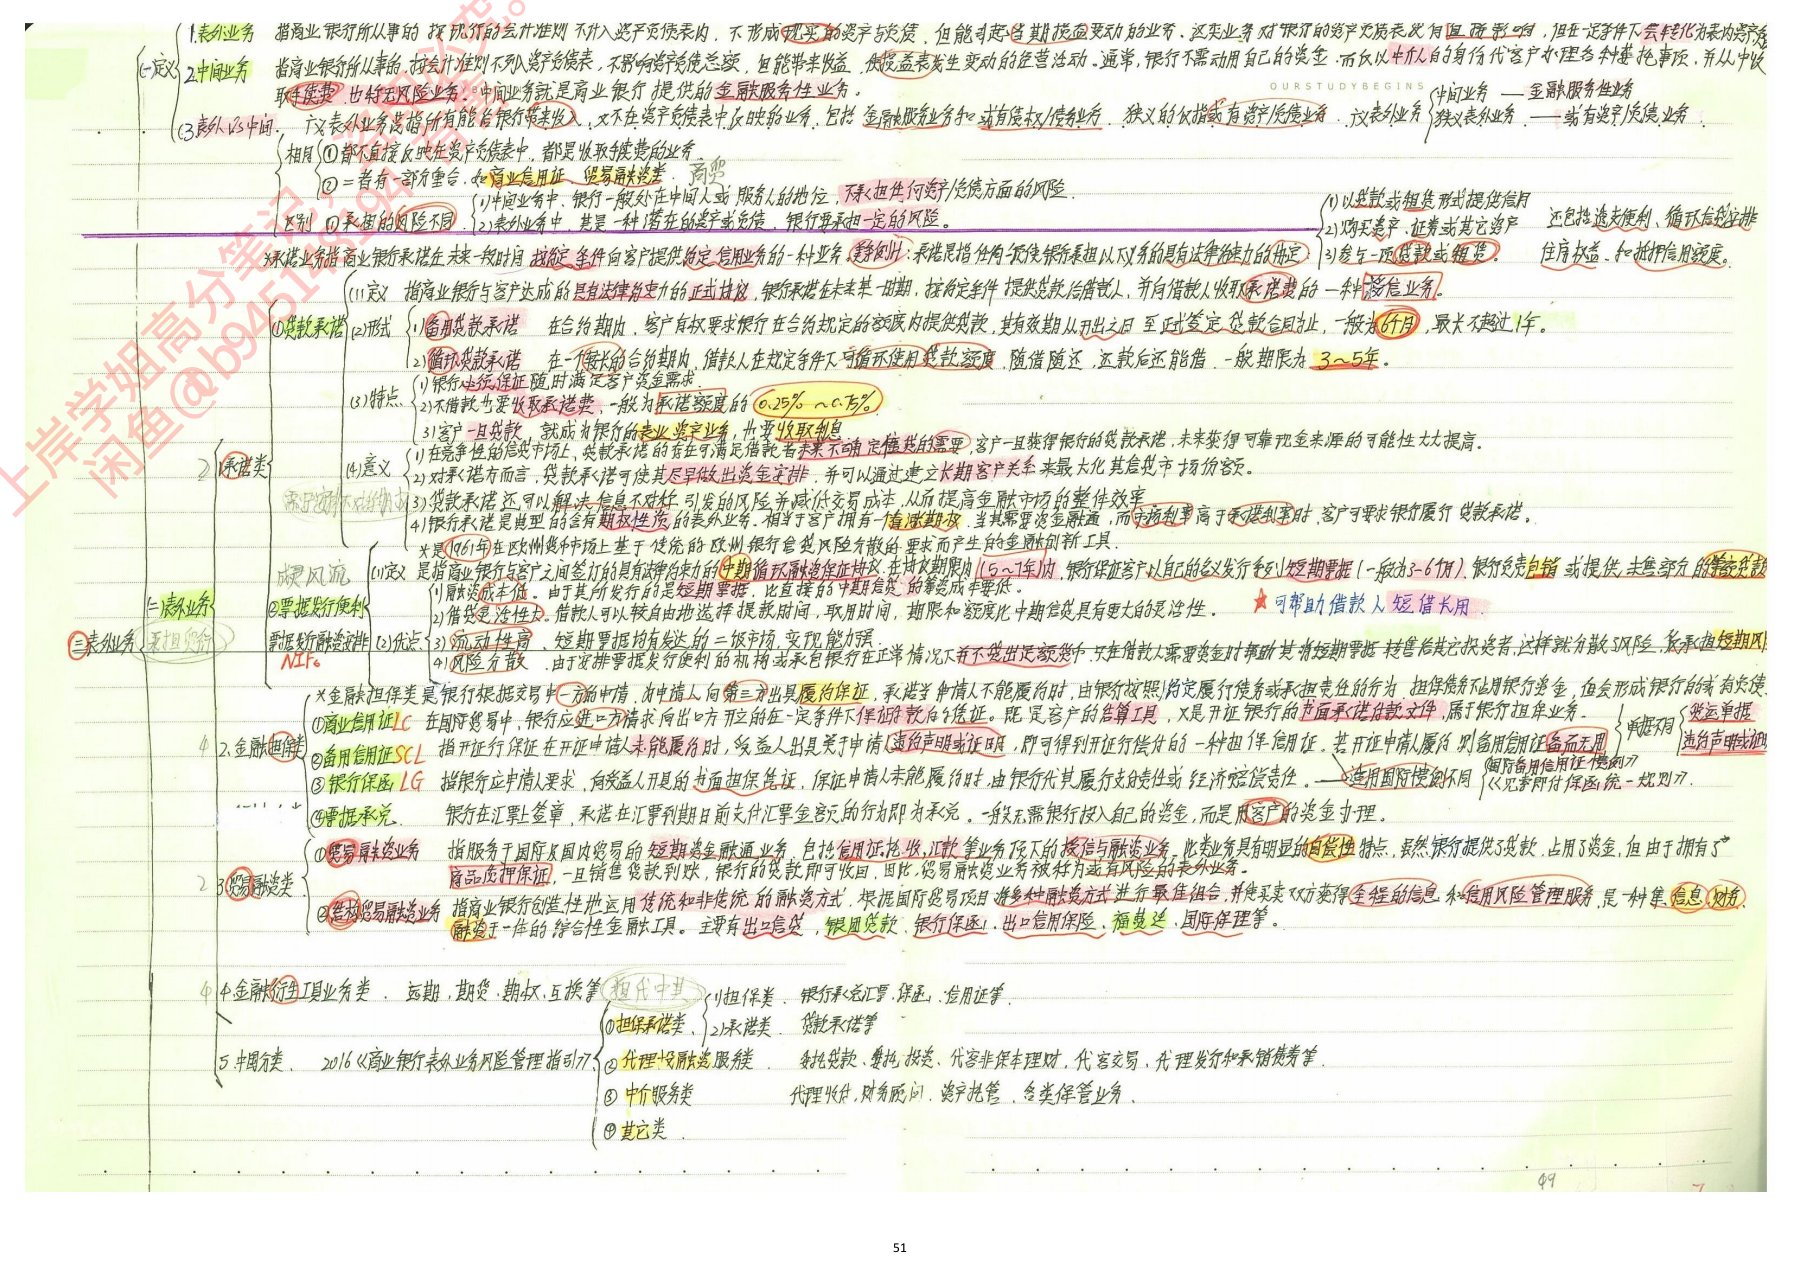 1.表外业务 指商业银行所从事的 按现行的会计准则 不计入资产负债表内，不形成现实的资产与负债，但能引起当期损益变动的业务。这类业务对银行的资产负债表没有直接影响，但在一定条件下会转化为表内资产
(一)定义 2.中间业务 指商业银行所从事的，按会计准则不列入资产负债表，不影响资产负债总额，但能带来收益，使损益表发生变动的经营活动。通常，银行不需动用自己的资金，而仅以中介人的身份代客户办理各种委托事项，并从中收
取手续费，也称无风险业务。中间业务就是商业银行提供的金融服务性业务。
OURSTUDYBEGINS
中间业务 — 金融服务性业务
(3.表外VS中间. 广义表外业务是指所有能给银行带来收入，又不在资产负债表中反映的业务，包括 金融服务业务和或有债权/债务业务. 狭义的仅指或有资产/负债业务. 议表外业务 狭义表外业务. — 或有资产/负债业务.
相同 ①都不直接反映在资产负债表中，都是收取手续费的业务
②二者有一部分重合，如商业信用证、贸易融资类. 商贸
区别 ①承担的风险不同 (1)中间业务中、银行一般处在中间人或服务人的地位，不承担任何资产/负债方面的风险.
(2)表外业务中，其是一种潜在的资产或负债，银行要承担一定的风险.
1)以贷款或租赁形式提供信用
2)购买资产、证券或其它资产 还包括透支便利、循环信贷安排
*承诺业务指商业银行承诺在未来一段时间 按约定条件向客户提供约定信用业务的一种业务. 承诺是指任何一项使银行承担以下义务的具有法律约束力的协定 3)参与一项贷款或租赁。 住房权益、和抵押信用额度。
二承诺类
①贷款承诺
(1)定义 指商业银行与客户达成的具有法律约束力的正式协议，银行承诺在未来某一时期，按约定条件提供贷款给借款人，并向借款人收取承诺费的一种授信业务。
(2)形式 1)备用贷款承诺 在合约期内，客户有权要求银行在合约规定的额度内提供贷款，其有效期从开出之日至正式签定贷款合同为止，一般为6个月，最长不超过1年。
2)循环贷款承诺 在一个较长的合约期内，借款人在规定条件下可循环使用贷款额度，随借随还，还款后还能借，一般期限为 3~5年。
(3)特点 1)银行必须保证随时满足客户资金需求.
2)不借款也要收取承诺费，一般为承诺额度的 0.25%~0.75%
3)客户一旦贷款，就成为银行的表业资产业务，也要收取利息
(4)意义 1)在竞争性的信贷市场上，贷款承诺的存在可满足借款者未来不确定信贷的需要，客户一旦获得银行的贷款承诺，未来获得可靠现金来源的可能性大大提高。
2)对承诺方而言，贷款承诺可使其尽早做出资金安排，并可以通过建立长期客户关系来最大化其信贷市场份额。
3)贷款承诺还可以解决信息不对称引发的风险并减低交易成本，从而提高金融市场的整体效率
4)银行承诺是典型的含有期权性质的表外业务. 相当于客户拥有一个看涨期权，当其需要资金融通，而市场利率高于承诺利率时，客户可要求银行履行贷款承诺。
*是1961年在欧洲货币市场上基于传统的欧洲银行信贷风险分散的要求而产生的金融创新工具.
成灵风流
②票据发行便利
票据发行融资安排
NIFs
(1)定义 是指商业银行与客户之间签订的具有法律约束力的中期循环融资保证协议. 在协议期限内(5~7年)内，银行保证客户以自己的名义发行系列短期票据(一般为3-6个月)、银行负责包销或提供未售部分的等额贷款
(2)优点 1)融资成本低。由于其所发行的是短期票据，比直接的中期信贷的筹资成本要低。
2)借贷灵活性大. 借款人可以较自由地选择提款时间，取用时间，期限和额度比中期信贷具有更大的灵活性. ★可帮助借款人短借长用
3)流动性高. 短期票据均有发达的二级市场，变现能力强
4)风险分散. 由于安排票据发行便利的机构或承包银行在正常情况下并不贷出足额货币，只在借款人需要资金时帮助其将短期票据转售给其它投资者，这样就分散了风险，只承担短期风
三表外业务
(二)表外业务
2.金融担保类
*金融担保类是银行根据交易中一方的申请，为申请人向第三方出具履约保证，承诺当申请人不能履约时，由银行按照约定履行债务或承担责任的行为. 担保债务不占用银行资金，但会形成银行的或有负债.
①商业信用证LC 在国际贸易中，银行应进口方请求向出口方开立的在一定条件下保证付款的凭证。既是客户的结算工具，又是开证银行的书面承诺付款文件，属于银行担保业务. 单据不同 货运单据
②备用信用证SCL 指开证行保证在开证申请人未能履约时，受益人出具关于申请人违约声明或证明，即可得到开证行偿付的一种担保信用证. 若开证申请人履约 则备用信用证备而无用 违约声明或证明
③银行保函LG 指银行应申请人要求，向受益人开具的书面担保凭证，保证申请人未能履约时，由银行代其履行支付责任或经济赔偿责任. — 适用国际惯例不同 《国际备用信用证惯例》 《见索即付保函统一规则》.
④票据承兑 银行在汇票上签章，承诺在汇票到期日前支付汇票金额的行为即为承兑。一般无需银行投入自己的资金，而是用客户的资金办理。
3.贸易融资类
①贸易融资业务 指服务于国际及国内贸易的短期资金融通业务，包括信用证、托收、汇款等业务项下的授信与融资业务，此类业务具有明显的自偿性特点，虽然银行提供了贷款，占用了资金，但由于拥有了
商品质押保证，一旦销售货款到账，银行的贷款即可收回，因此，贸易融资业务被称为或有风险的表外业务。
②结构贸易融资业务 指商业银行创造性地运用传统和非传统的融资方式，根据国际贸易项目将多种融资方式进行最佳组合，并使买卖双方获得全程的信息和信用风险管理服务，是一种集信息、财务、
融资于一体的综合性金融工具。主要有出口信贷，银团贷款、银行保函、出口信用保险、福费廷、国际保理等。
4.金融衍生工具业务类. 远期，期货、期权，互换等
担代中其
5.中国分类. 2016《商业银行表外业务风险管理指引》
①担保承诺类、 1)担保类、 银行承兑汇票、保函、信用证等.
2)承诺类. 贷款承诺等
②代理投融资服务类 委托贷款、委托投资、代客非保本理财，代客交易，代理发行和承销债券等.
③中介服务类 代理收付，财务顾问、资产托管、各类保管业务、
④其它类.
上岸学姐高分笔记
闲鱼@b9451
49
51